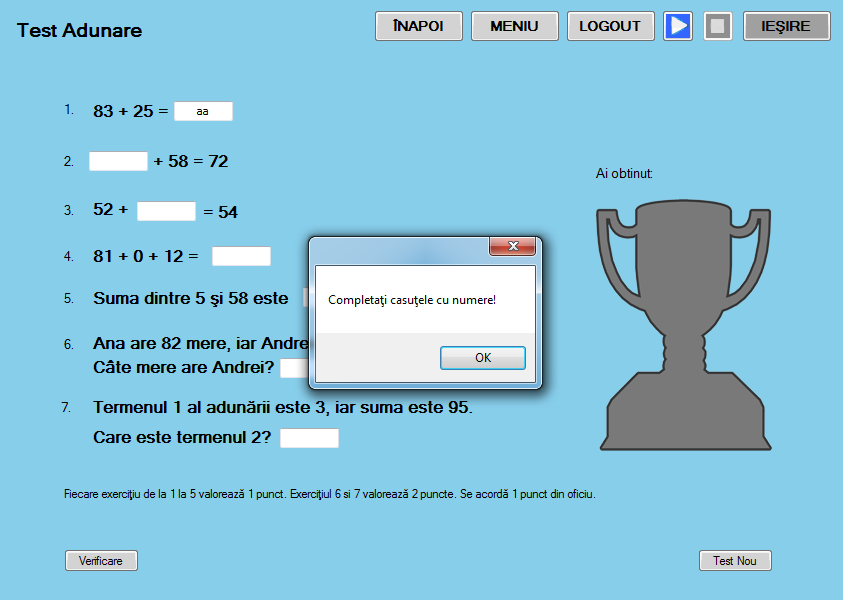 Test Adunare
ÎNAPOI
MENIU
LOGOUT
IEŞIRE
1. 83 + 25 = aa
2. + 58 = 72
3. 52 + = 54
4. 81 + 0 + 12 =
5. Suma dintre 5 şi 58 este
6. Ana are 82 mere, iar Andre
Câte mere are Andrei?
7. Termenul 1 al adunării este 3, iar suma este 95.
Care este termenul 2?
Ai obtinut:
Completaţi casuţele cu numere!
OK
Fiecare exerciţiu de la 1 la 5 valorează 1 punct. Exerciţiul 6 si 7 valorează 2 puncte. Se acordă 1 punct din oficiu.
Verificare
Test Nou